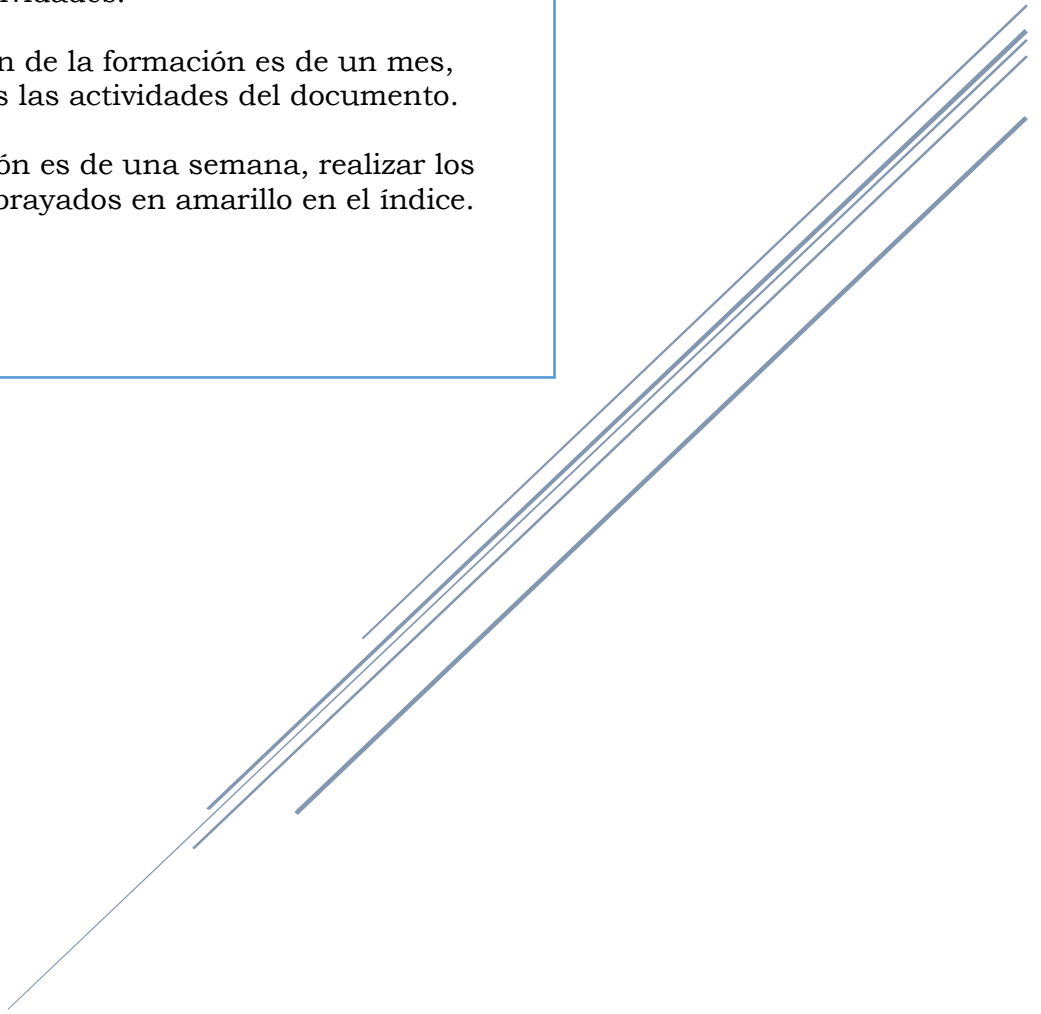 ividades.
n de la formación es de un mes,
s las actividades del documento.
ón es de una semana, realizar los
brayados en amarillo en el índice.